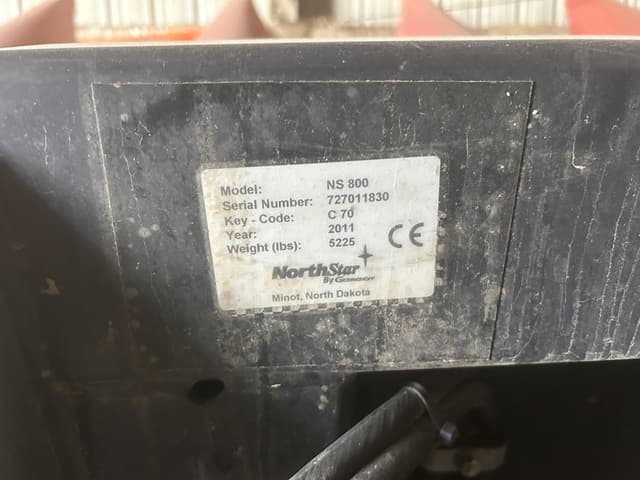 Model: NS 800
Serial Number: 727011830
Key - Code: C 70
Year: 2011
Weight (lbs): 5225
CE
NorthStar
By Geringhoff
Minot, North Dakota